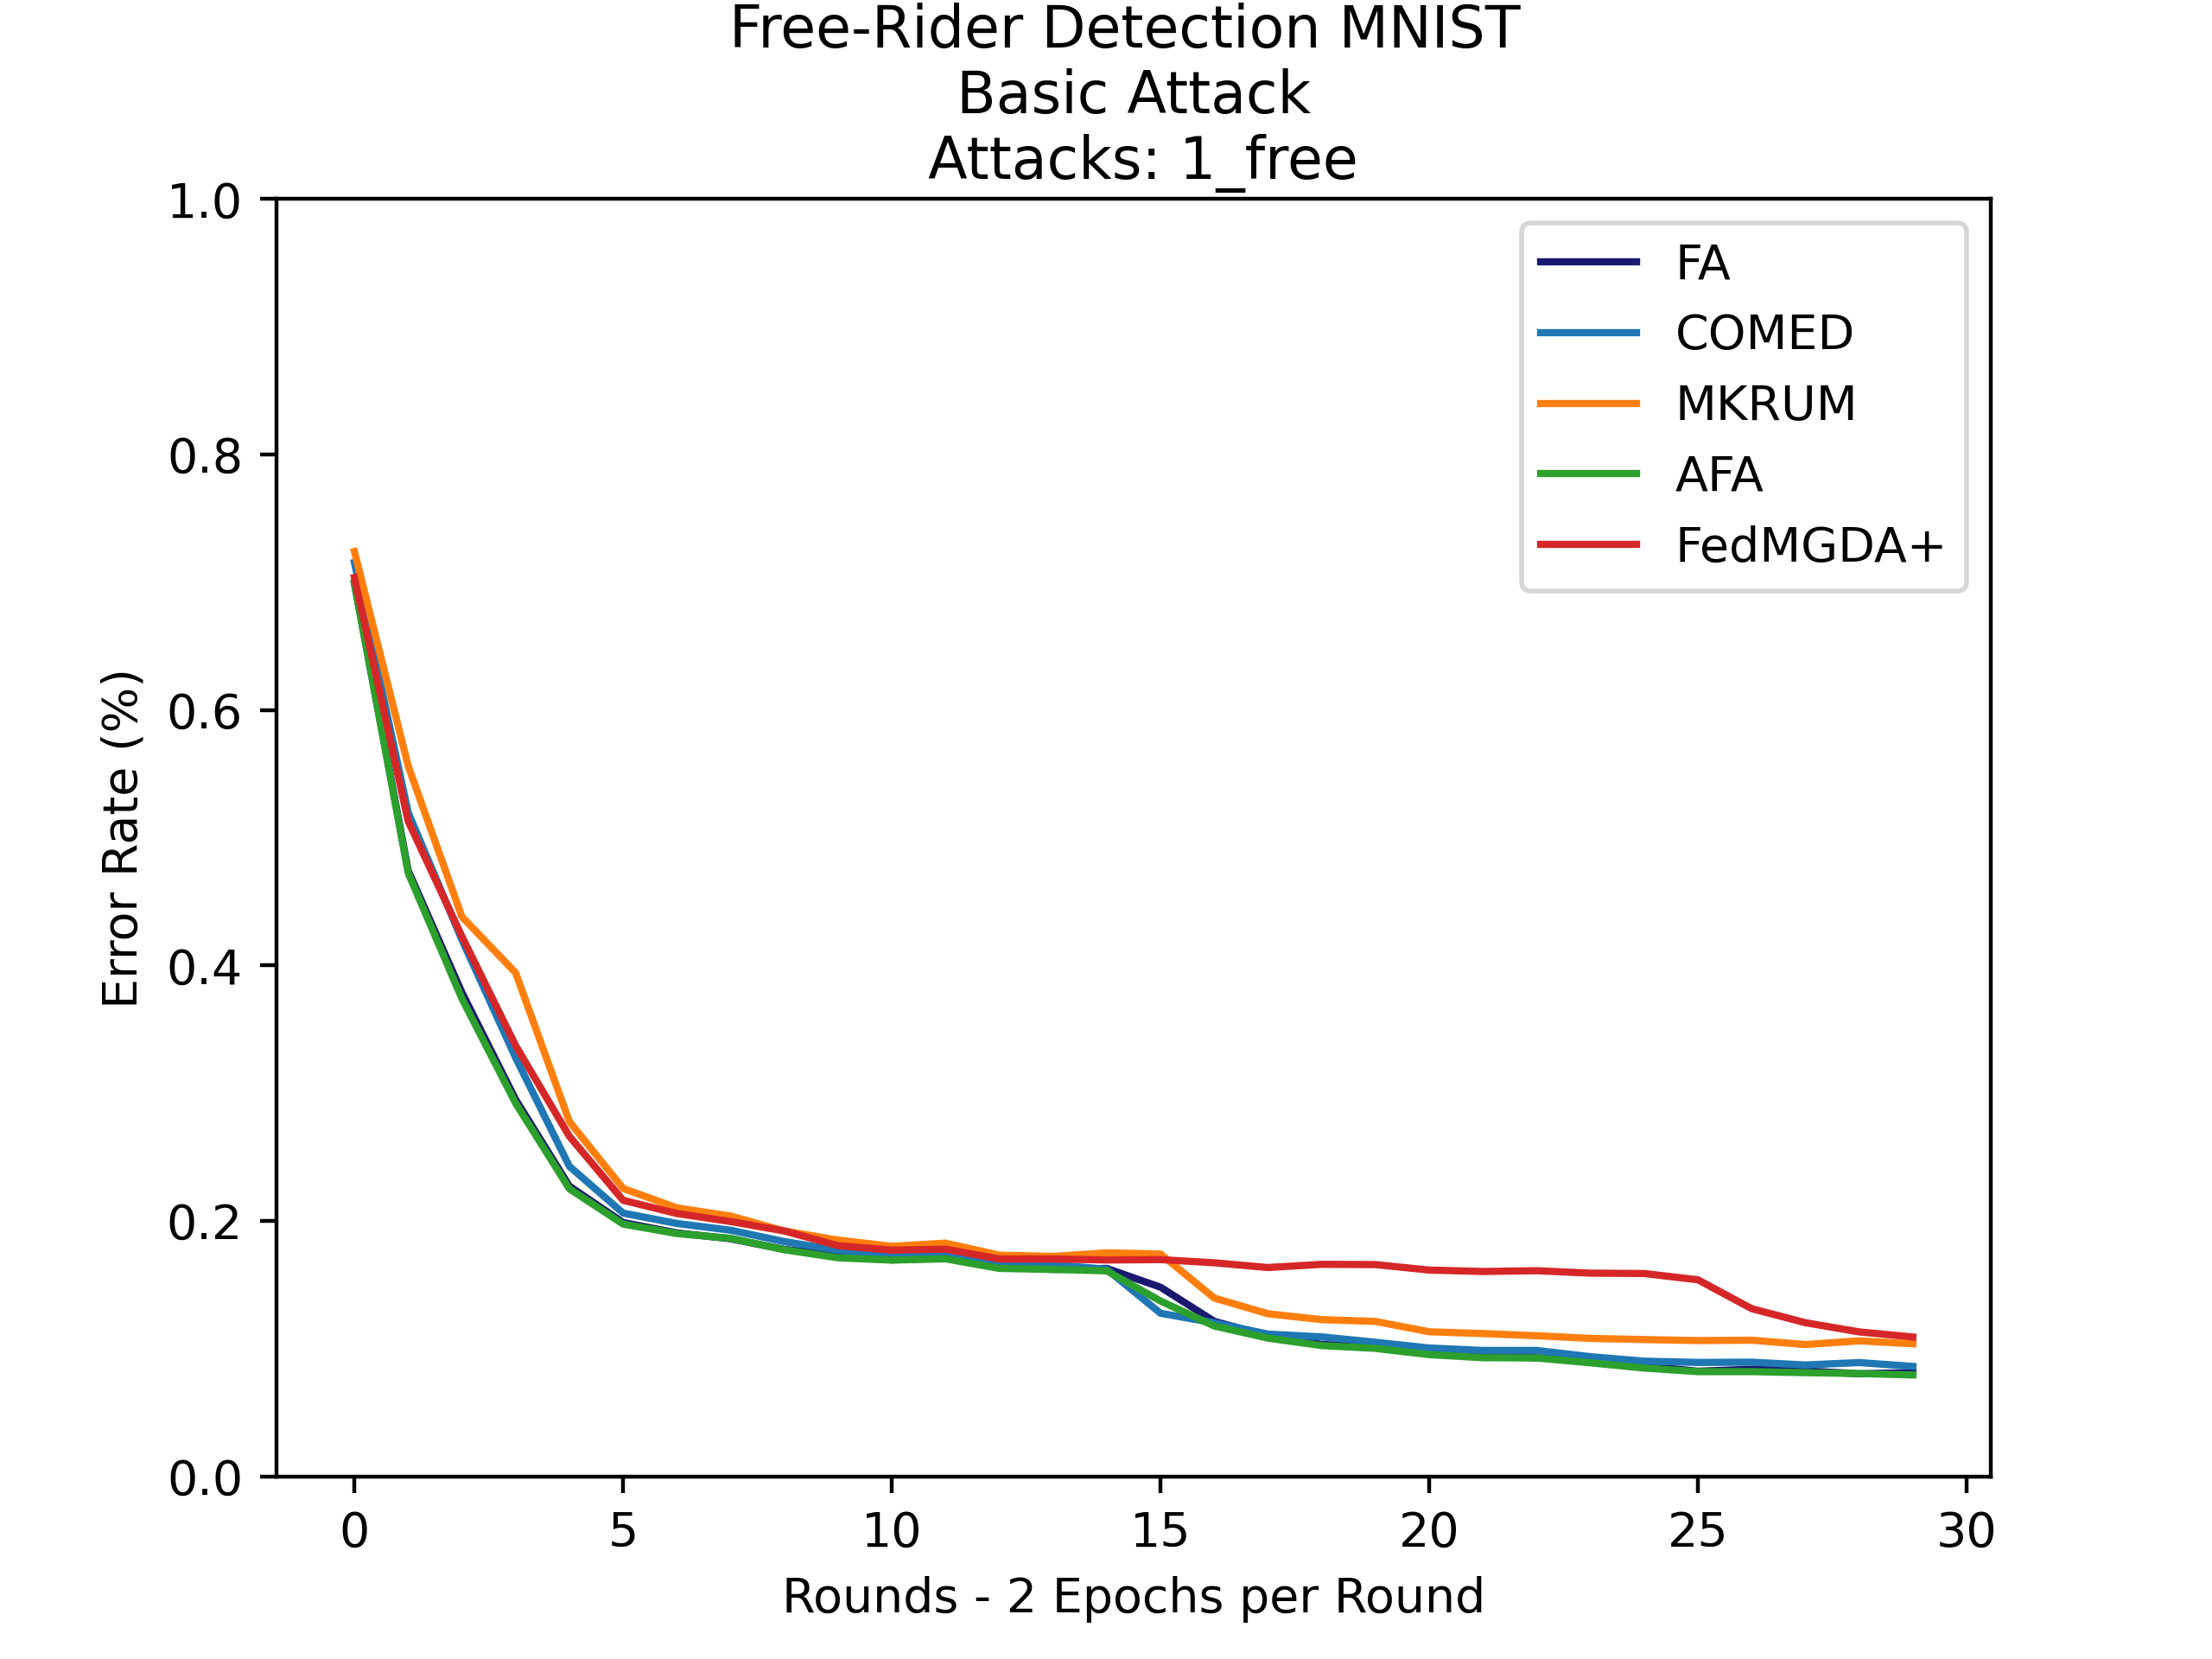 Free-Rider Detection MNIST
Basic Attack
Attacks: 1_free
1.0
0.8
0.6
0.4
0.2
0.0
Error Rate (%)
FA
COMED
MKRUM
AFA
FedMGDA+
0 5 10 15 20 25 30
Rounds - 2 Epochs per Round